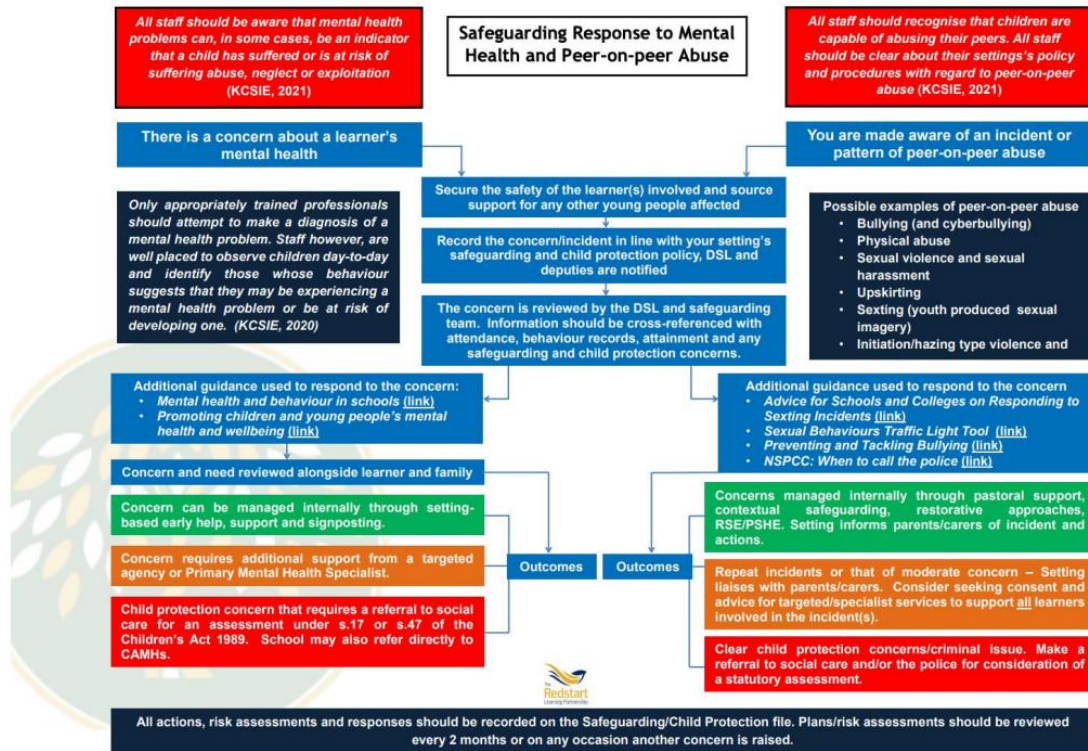 All staff should be aware that mental health
problems can, in some cases, be an indicator
that a child has suffered or is at risk of
suffering abuse, neglect or exploitation
(KCSIE, 2021)
Safeguarding Response to Mental
Health and Peer-on-peer Abuse
All staff should recognise that children are
capable of abusing their peers. All staff
should be clear about their settings's policy
and procedures with regard to peer-on-peer
abuse (KCSIE, 2021)
There is a concern about a learner's
mental health
You are made aware of an incident or
pattern of peer-on-peer abuse
Secure the safety of the learner(s) involved and source
support for any other young people affected
Only appropriately trained professionals
should attempt to make a diagnosis of a
mental health problem. Staff however, are
well placed to observe children day-to-day
and identify those whose behaviour
suggests that they may be experiencing a
mental health problem or be at risk of
developing one. (KCSIE, 2020)
Record the concern/incident in line with your setting's
safeguarding and child protection policy, DSL and
deputies are notified
The concern is reviewed by the DSL and safeguarding
team. Information should be cross-referenced with
attendance, behaviour records, attainment and any
safeguarding and child protection concerns.
Possible examples of peer-on-peer abuse
• Bullying (and cyberbullying)
• Physical abuse
• Sexual violence and sexual
harassment
• Upskirting
• Sexting (youth produced sexual
imagery)
• Initiation/hazing type violence and
Additional guidance used to respond to the concern:
• Mental health and behaviour in schools (link)
• Promoting children and young people's mental
health and wellbeing (link)
Additional guidance used to respond to the concern
• Advice for Schools and Colleges on Responding to
Sexting Incidents (link)
• Sexual Behaviours Traffic Light Tool (link)
• Preventing and Tackling Bullying (link)
• NSPCC: When to call the police (link)
Concern and need reviewed alongside learner and family
Concern can be managed internally through setting-
based early help, support and signposting.
Concern requires additional support from a targeted
agency or Primary Mental Health Specialist.
Child protection concern that requires a referral to social
care for an assessment under s.17 or s.47 of the
Children's Act 1989. School may also refer directly to
CAMHs.
Outcomes
Outcomes
Concerns managed internally through pastoral support,
contextual safeguarding, restorative approaches,
RSE/PSHE. Setting informs parents/carers of incident and
actions.
Repeat incidents or that of moderate concern – Setting
liaises with parents/carers. Consider seeking consent and
advice for targeted/specialist services to support all learners
involved in the incident(s).
Clear child protection concerns/criminal issue. Make a
referral to social care and/or the police for consideration of
a statutory assessment.
The
Redstart
Learning Partnership
All actions, risk assessments and responses should be recorded on the Safeguarding/Child Protection file. Plans/risk assessments should be reviewed
every 2 months or on any occasion another concern is raised.